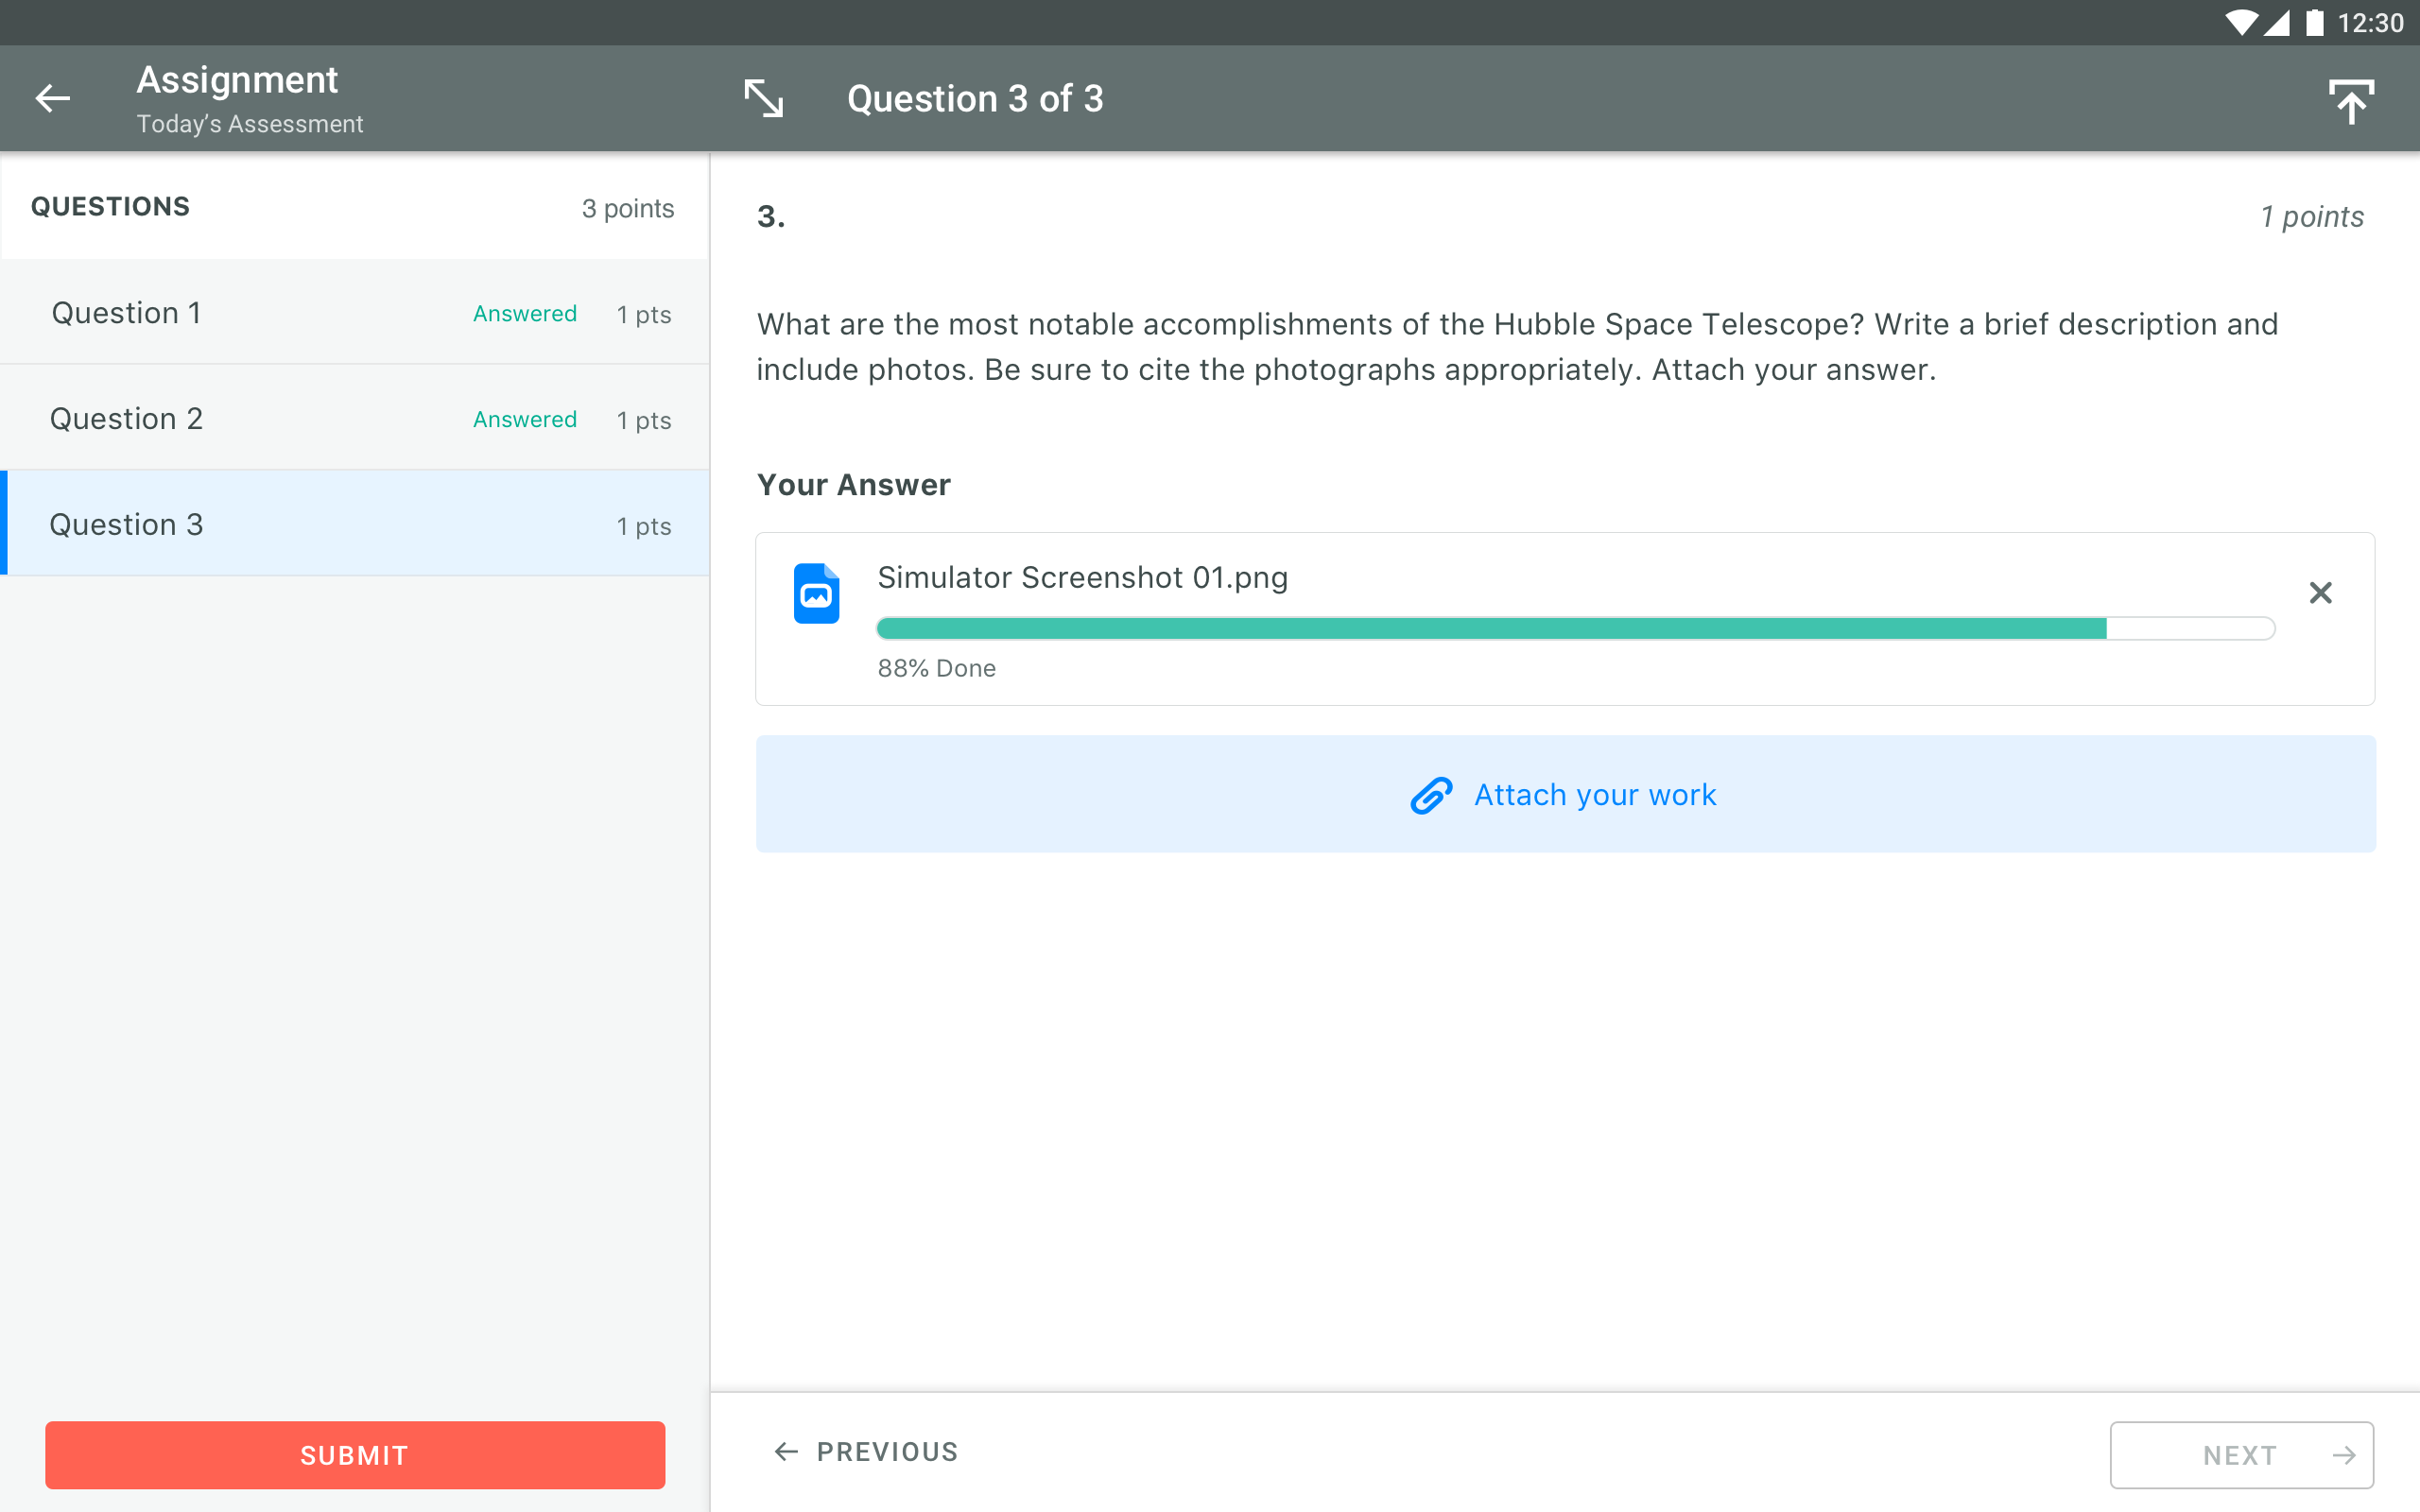 12:30
Assignment
Today’s Assessment
Question 3 of 3
QUESTIONS
3 points
Question 1
Answered
1 pts
Question 2
Answered
1 pts
Question 3
1 pts
SUBMIT
3.
1 points
What are the most notable accomplishments of the Hubble Space Telescope? Write a brief description and
include photos. Be sure to cite the photographs appropriately. Attach your answer.
Your Answer
Simulator Screenshot 01.png
88% Done
Attach your work
PREVIOUS
NEXT